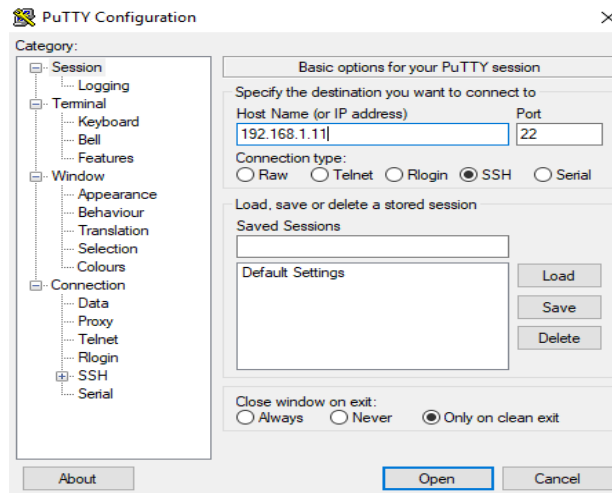 PuTTY Configuration
Category:
Session
Logging
Terminal
Keyboard
Bell
Features
Window
Appearance
Behaviour
Translation
Selection
Colours
Connection
Data
Proxy
Telnet
Rlogin
SSH
Serial
Basic options for your PuTTY session
Specify the destination you want to connect to
Host Name (or IP address) Port
192.168.1.11 22
Connection type:
Raw Telnet Rlogin SSH Serial
Load, save or delete a stored session
Saved Sessions
Default Settings
Load
Save
Delete
Close window on exit:
Always Never Only on clean exit
About Open Cancel